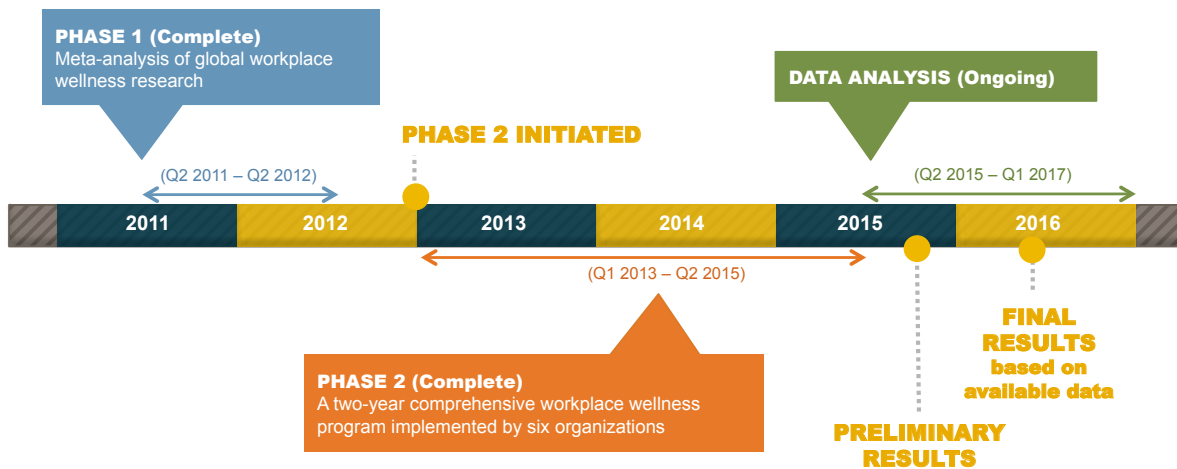 PHASE 1 (Complete)
Meta-analysis of global workplace
wellness research
DATA ANALYSIS (Ongoing)
PHASE 2 INITIATED
(Q2 2011 – Q2 2012)
(Q2 2015 – Q1 2017)
2011
2012
2013
2014
2015
2016
(Q1 2013 – Q2 2015)
PHASE 2 (Complete)
A two-year comprehensive workplace wellness
program implemented by six organizations
PRELIMINARY
RESULTS
FINAL
RESULTS
based on
available data